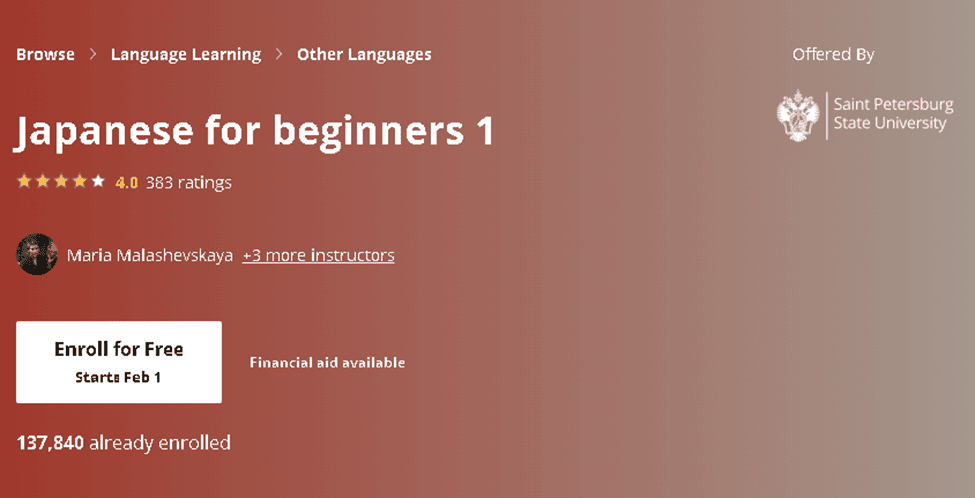 Browse > Language Learning > Other Languages
Offered By
Saint Petersburg
State University
Japanese for beginners 1
4.0 383 ratings
Maria Malashevskaya +3 more instructors
Enroll for Free
Starts Feb 1
Financial aid available
137,840 already enrolled